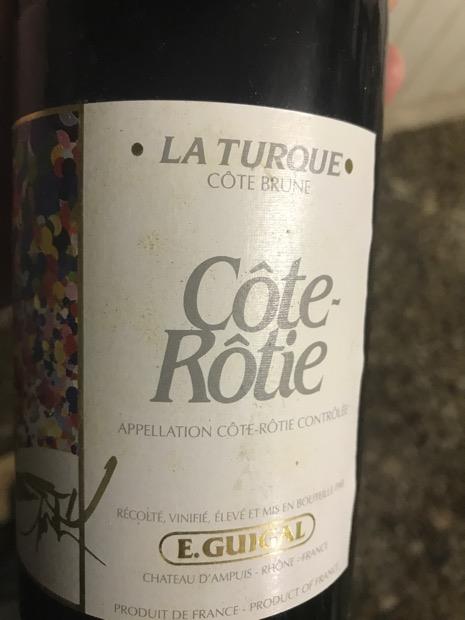 • LA TURQUE •
CÔTE BRUNE
Côte-
Rôtie
APPELLATION CÔTE-RÔTIE CONTRÔLÉE
RÉCOLTÉ, VINIFIÉ, ÉLEVÉ ET MIS EN BOUTEILLE PAR
E. GUIGAL
CHATEAU D'AMPUIS - RHÔNE - FRANCE
PRODUIT DE FRANCE - PRODUCT OF FRANCE